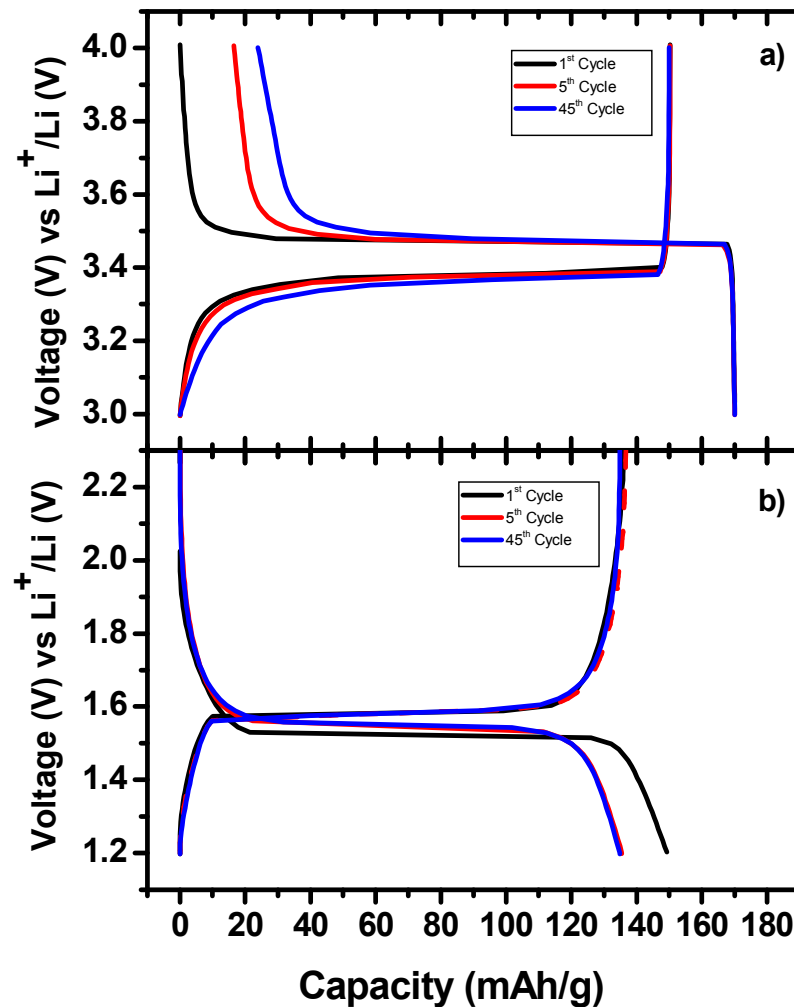 a)
1st Cycle
5th Cycle
45th Cycle
4.0
3.8
3.6
3.4
3.2
3.0
Voltage (V) vs Li+/Li (V)
b)
1st Cycle
5th Cycle
45th Cycle
2.2
2.0
1.8
1.6
1.4
1.2
Voltage (V) vs Li+/Li (V)
0 20 40 60 80 100 120 140 160 180
Capacity (mAh/g)